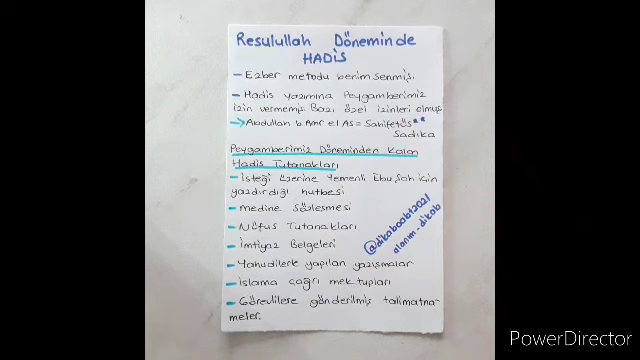 Resulullah Döneminde
HADİS
– Ezber metodu benimsenmiş.
– Hadis yazımına Peygamberimiz
izin vermemiş. Bazı özel izinleri olmuş
→ Abdullah b. Amr el As = Sahifetüs**
Sadıka
Peygamberimiz Döneminden Kalan
Hadis Tutanakları
– İsteği üzerine Yemenli Ebu Şah için
yazdırdığı hutbesi
– Medine Sözleşmesi
– Nüfus Tutanakları
– İmtiyaz Belgeleri
– Yahudilerle yapılan yazışmalar
– İslama çağrı mektupları
– Görevlilere gönderilmiş talimatna-
meler.
@dikaboabt2021
alanım-dikab
PowerDirector